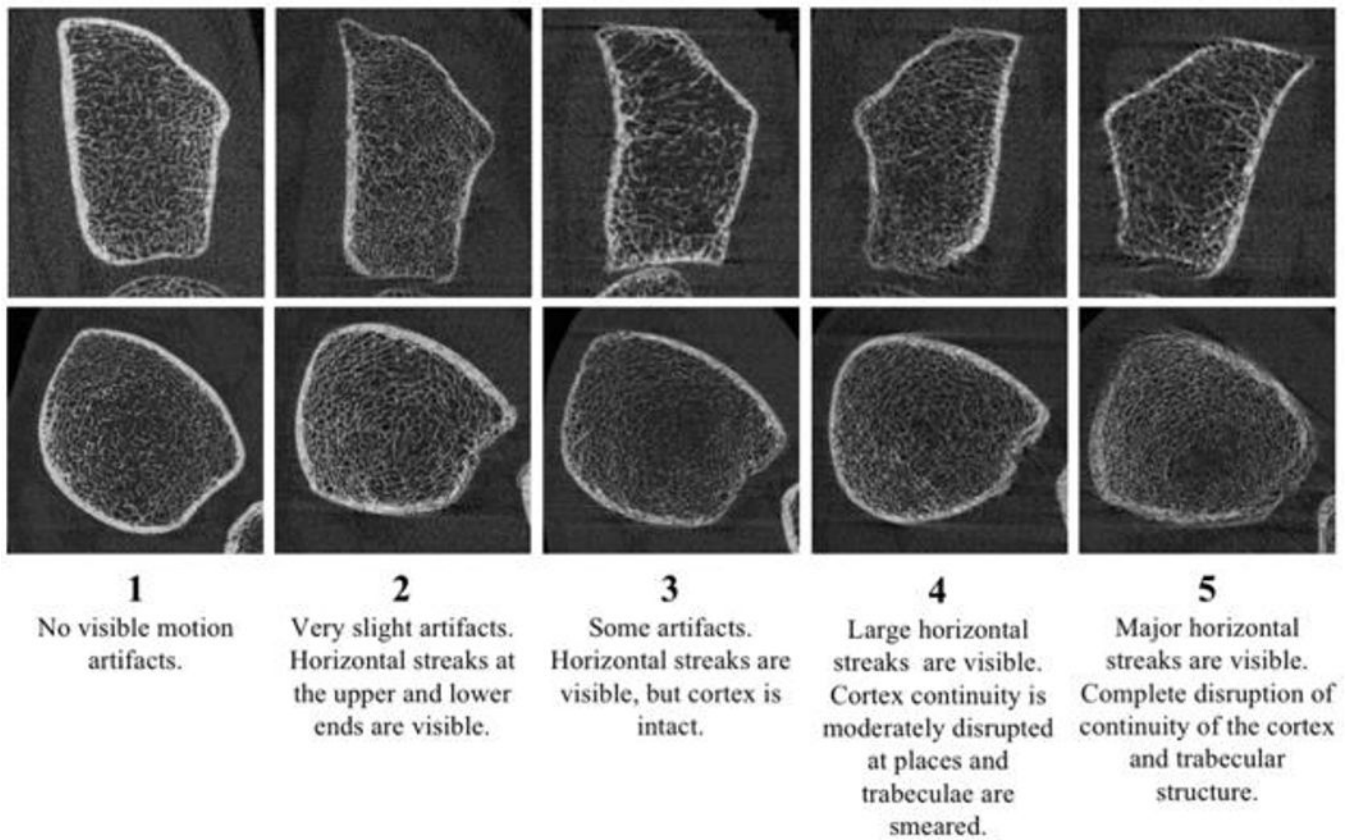 1
No visible motion
artifacts.
2
Very slight artifacts.
Horizontal streaks at
the upper and lower
ends are visible.
3
Some artifacts.
Horizontal streaks are
visible, but cortex is
intact.
4
Large horizontal
streaks are visible.
Cortex continuity is
moderately disrupted
at places and
trabeculae are
smeared.
5
Major horizontal
streaks are visible.
Complete disruption of
continuity of the cortex
and trabecular
structure.